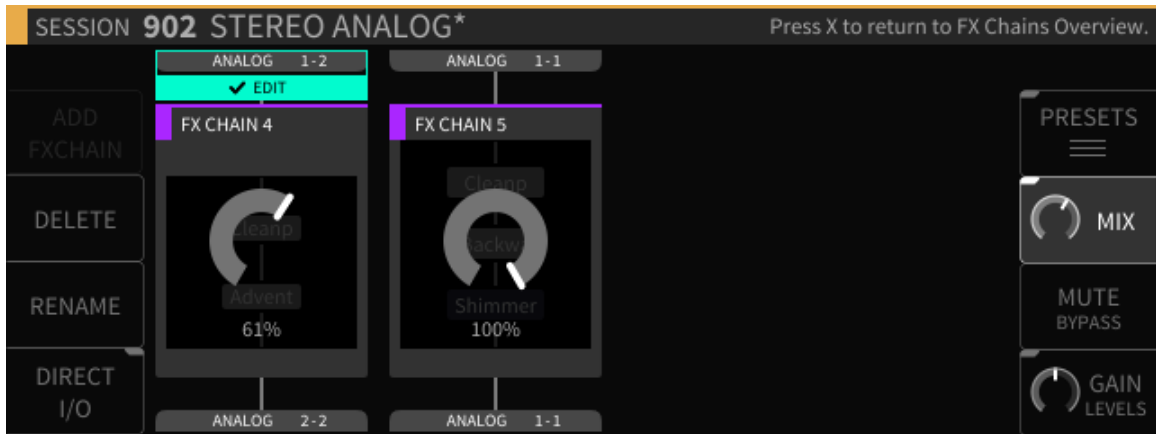 SESSION 902 STEREO ANALOG*
Press X to return to FX Chains Overview.
ANALOG 1-2
ANALOG 1-1
EDIT
ADD
FXCHAIN
DELETE
RENAME
DIRECT
I/O
FX CHAIN 4
Cleanp
Advent
61%
FX CHAIN 5
Cleanp
Backwa
Shimmer
100%
ANALOG 2-2
ANALOG 1-1
PRESETS
MIX
MUTE
BYPASS
GAIN
LEVELS